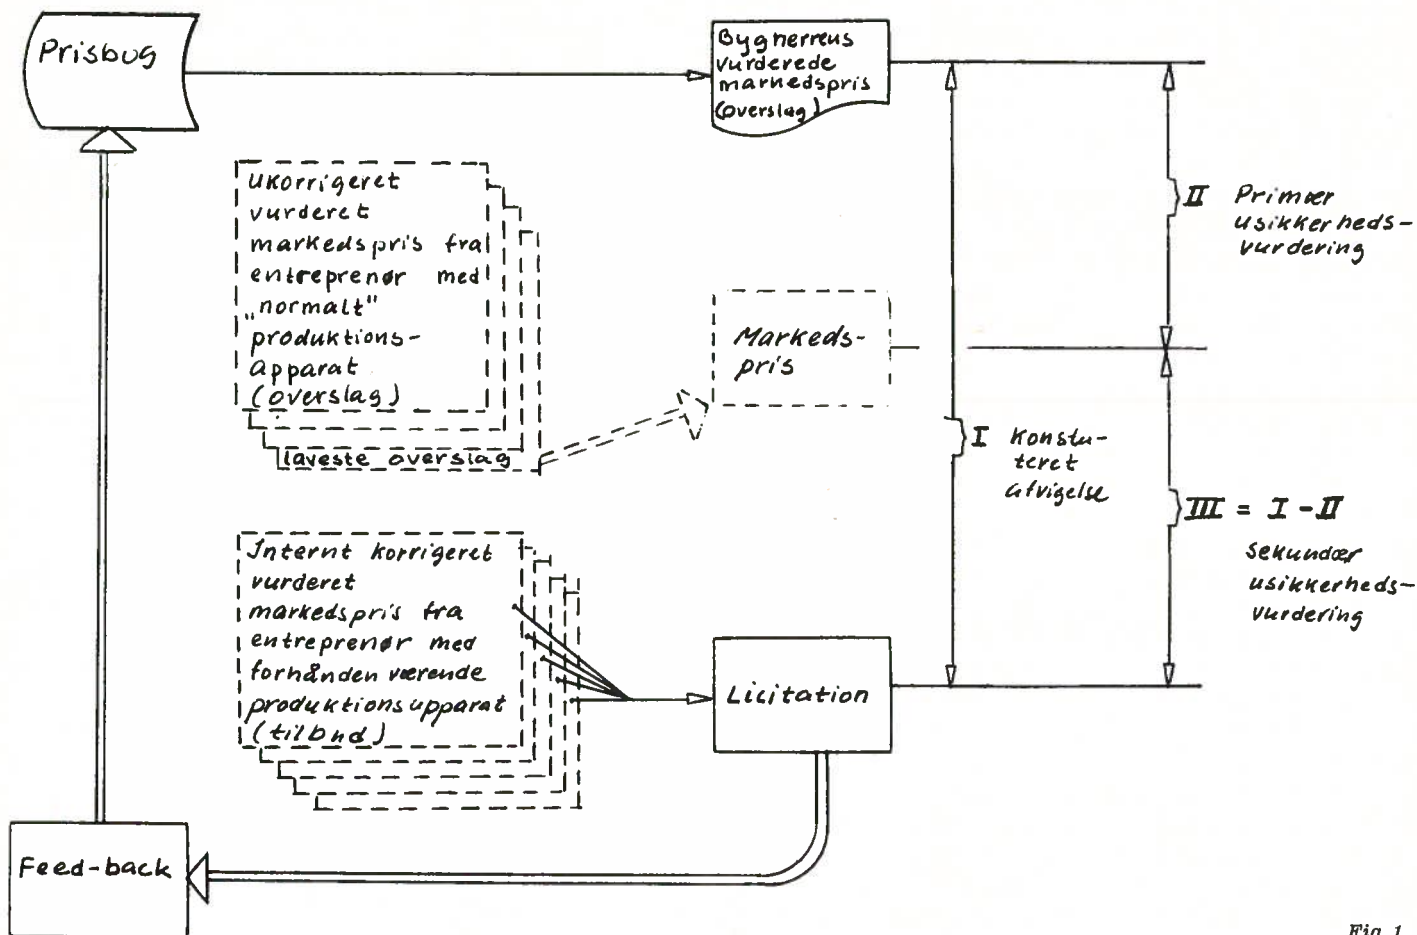 Prisbog
Bygherrens
vurderede
markedspris
(overslag)
Ukorrigeret
vurderet
markedspris fra
entreprenør med
„normalt"
produktions-
apparat
(overslag)
laveste overslag
Markeds-
pris
II Primær
usikkerheds-
vurdering
I Konsta-
teret
afvigelse
III = I - II
Sekundær
usikkerheds-
vurdering
Internt korrigeret
vurderet
markedspris fra
entreprenør med
forhånden værende
produktionsapparat
(tilbud)
Licitation
Feed-back
Fig. 1